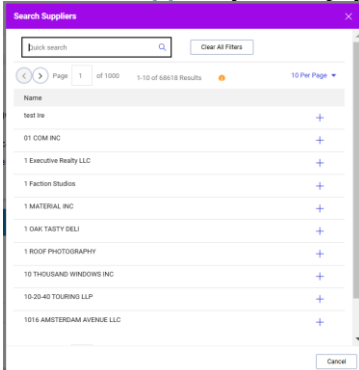 Search Suppliers
Quick search
Clear All Filters
Page 1 of 1000
1-10 of 68618 Results
10 Per Page
Name
test Ire
01 COM INC
1 Executive Realty LLC
1 Faction Studios
1 MATERIAL INC
1 OAK TASTY DELI
1 ROOF PHOTOGRAPHY
10 THOUSAND WINDOWS INC
10-20-40 TOURING LLP
1016 AMSTERDAM AVENUE LLC
Cancel